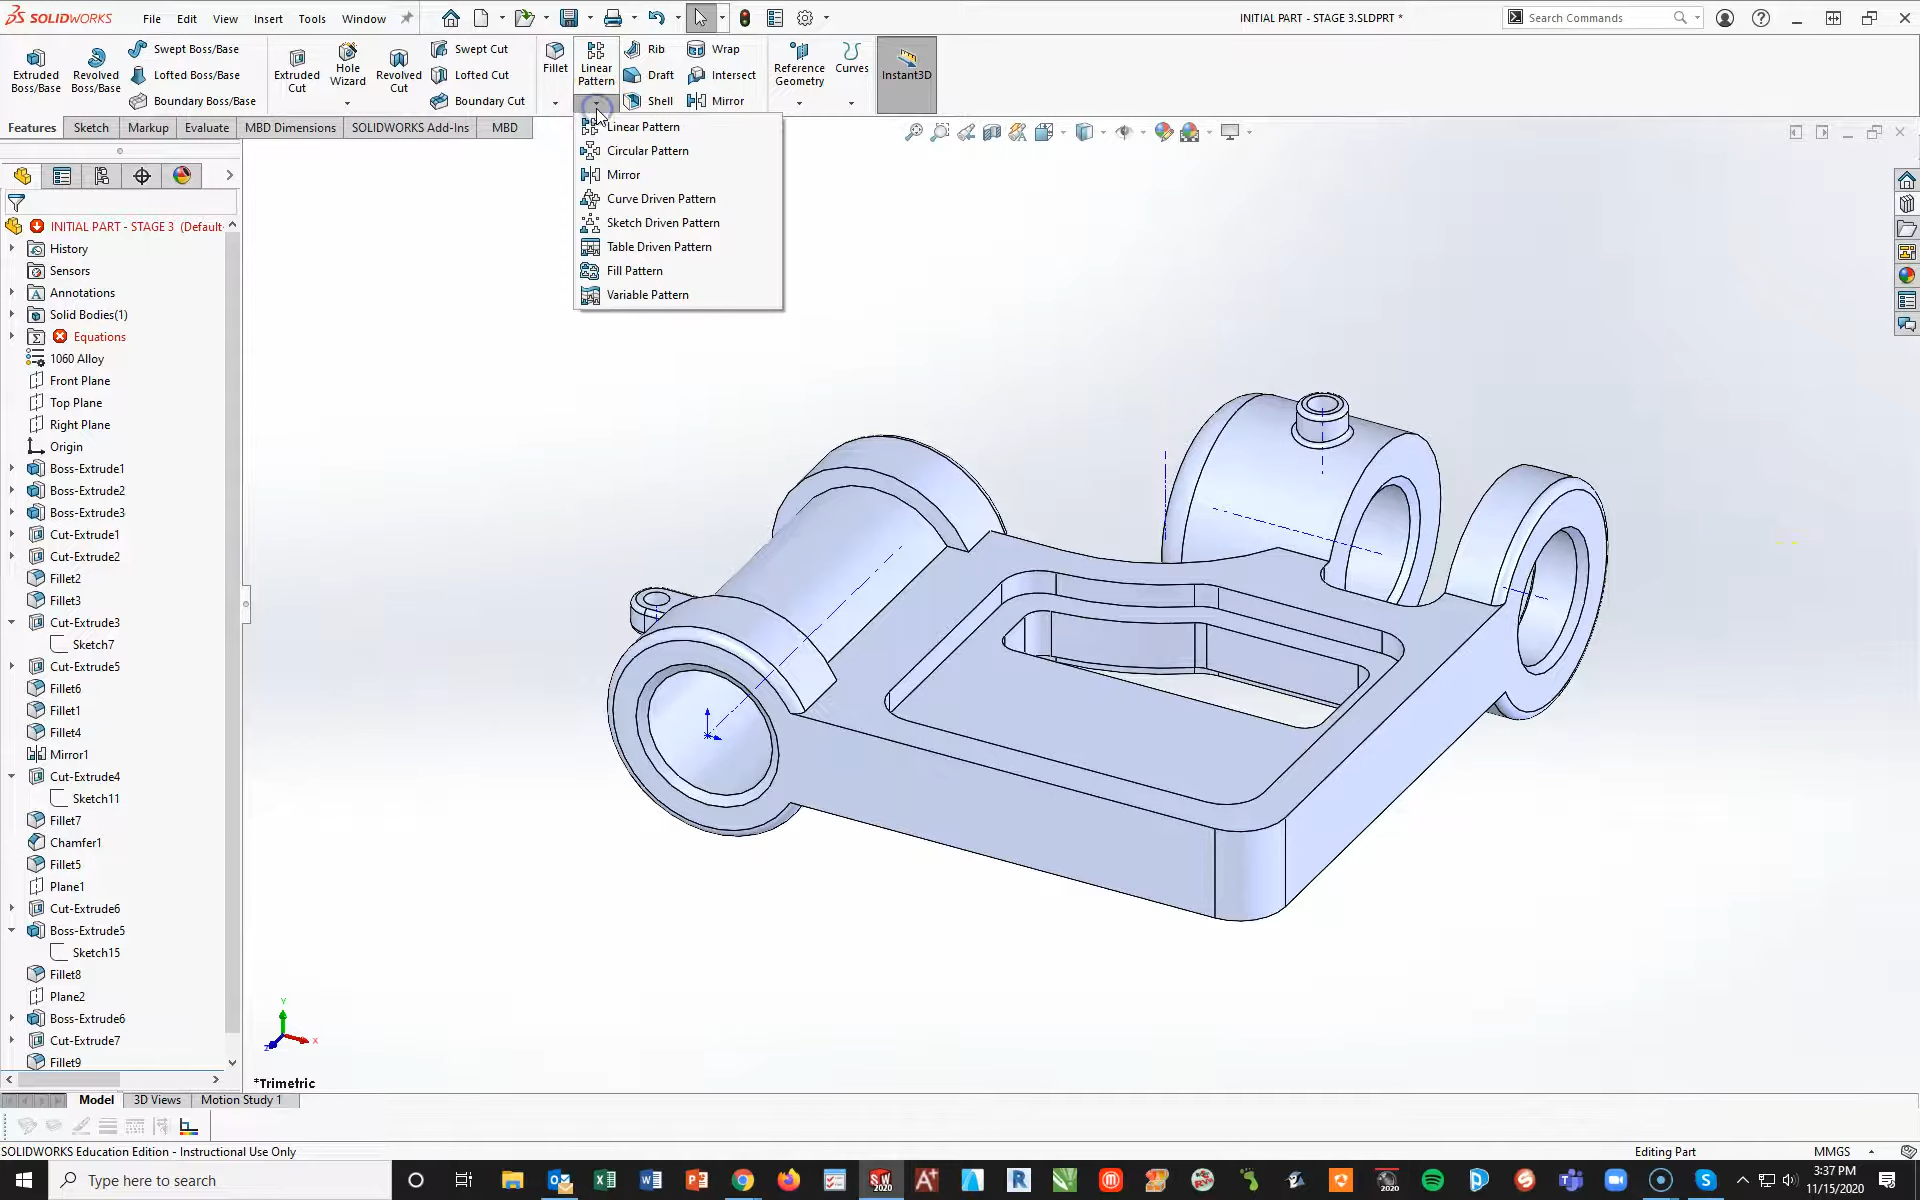 SOLIDWORKS File Edit View Insert Tools Window INITIAL PART - STAGE 3.SLDPRT * Search Commands
Extruded Boss/Base
Revolved Boss/Base
Swept Boss/Base
Lofted Boss/Base
Boundary Boss/Base
Extruded Cut
Hole Wizard
Revolved Cut
Swept Cut
Lofted Cut
Boundary Cut
Fillet
Linear Pattern
Rib
Draft
Shell
Wrap
Intersect
Mirror
Reference Geometry
Curves
Instant3D
Features Sketch Markup Evaluate MBD Dimensions SOLIDWORKS Add-Ins MBD
Linear Pattern
Circular Pattern
Mirror
Curve Driven Pattern
Sketch Driven Pattern
Table Driven Pattern
Fill Pattern
Variable Pattern
INITIAL PART - STAGE 3 (Default
History
Sensors
Annotations
Solid Bodies(1)
Equations
1060 Alloy
Front Plane
Top Plane
Right Plane
Origin
Boss-Extrude1
Boss-Extrude2
Boss-Extrude3
Cut-Extrude1
Cut-Extrude2
Fillet2
Fillet3
Cut-Extrude3
Sketch7
Cut-Extrude5
Fillet6
Fillet1
Fillet4
Mirror1
Cut-Extrude4
Sketch11
Fillet7
Chamfer1
Fillet5
Plane1
Cut-Extrude6
Boss-Extrude5
Sketch15
Fillet8
Plane2
Boss-Extrude6
Cut-Extrude7
Fillet9
Y
X
Z
*Trimetric
Model 3D Views Motion Study 1
SOLIDWORKS Education Edition - Instructional Use Only Editing Part MMGS
Type here to search
3:37 PM
11/15/2020